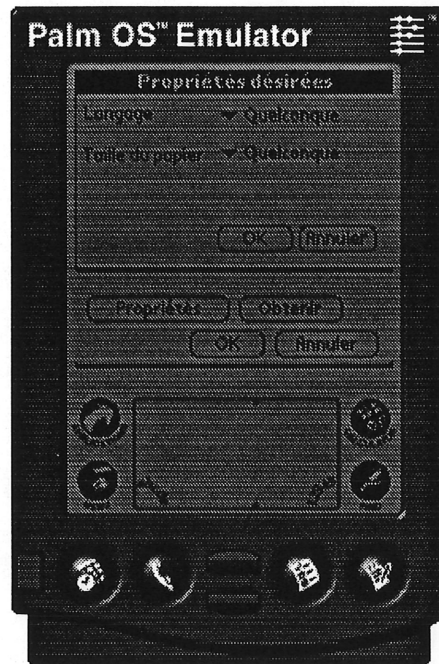 Palm OS™ Emulator
Propriétés désirées
Langage Quelconque
Taille du papier Quelconque
OK Annuler
Propriétés Obtenir
OK Annuler